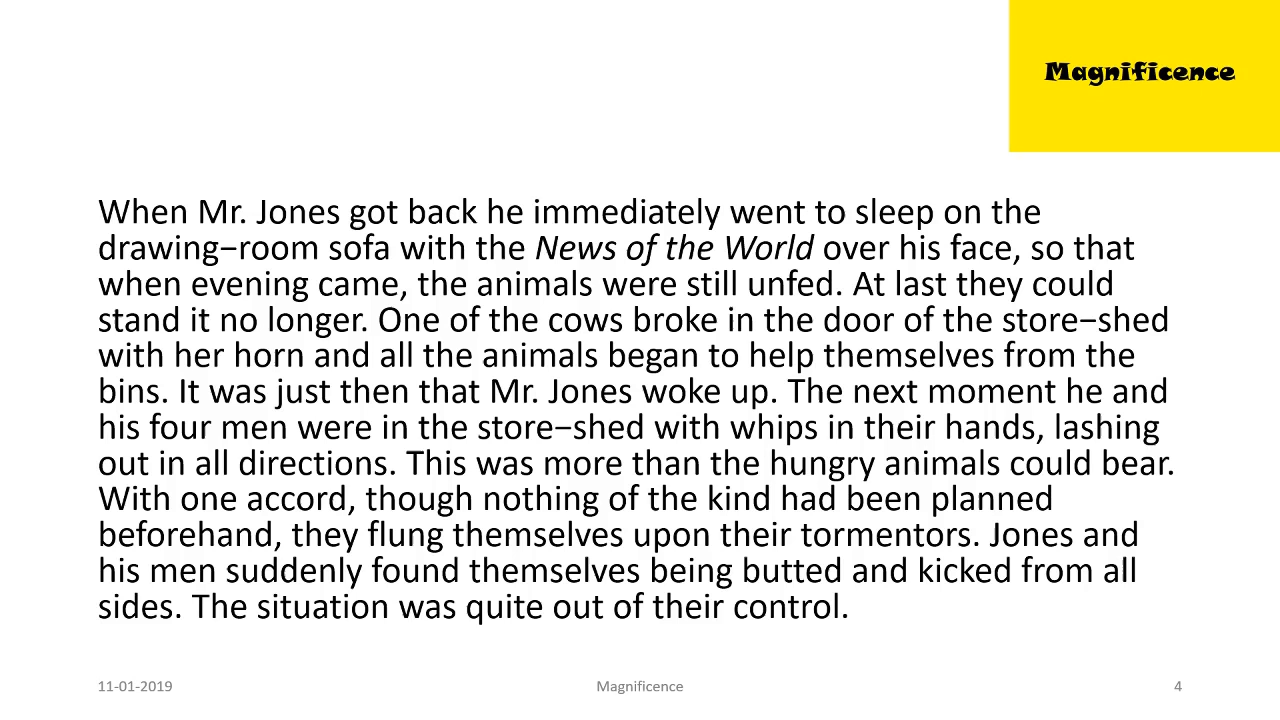 Magnificence
When Mr. Jones got back he immediately went to sleep on the
drawing−room sofa with the News of the World over his face, so that
when evening came, the animals were still unfed. At last they could
stand it no longer. One of the cows broke in the door of the store−shed
with her horn and all the animals began to help themselves from the
bins. It was just then that Mr. Jones woke up. The next moment he and
his four men were in the store−shed with whips in their hands, lashing
out in all directions. This was more than the hungry animals could bear.
With one accord, though nothing of the kind had been planned
beforehand, they flung themselves upon their tormentors. Jones and
his men suddenly found themselves being butted and kicked from all
sides. The situation was quite out of their control.
11-01-2019 Magnificence 4